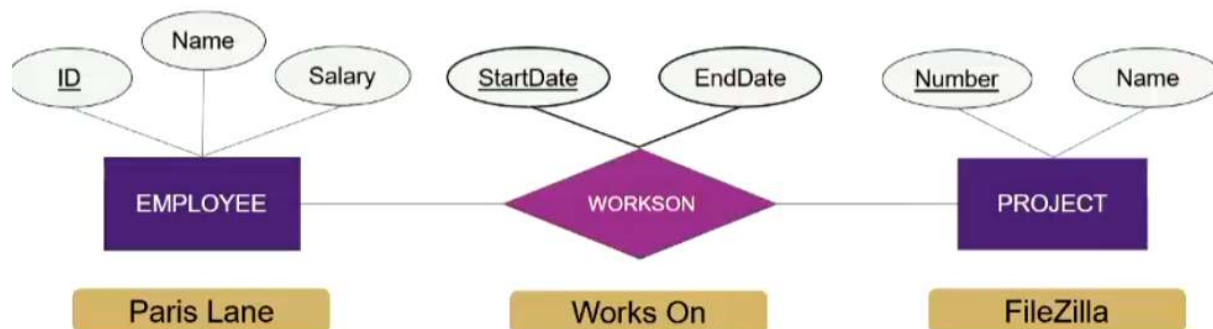 Name
ID
Salary
StartDate
EndDate
Number
Name
EMPLOYEE
WORKSON
PROJECT
Paris Lane
Works On
FileZilla